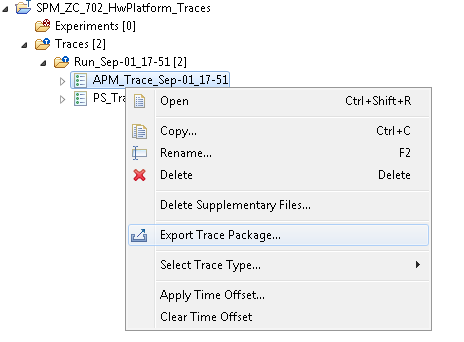 SPM_ZC_702_HwPlatform_Traces
Experiments [0]
Traces [2]
Run_Sep-01_17-51 [2]
APM_Trace_Sep-01_17-51
PS_Tra
Open Ctrl+Shift+R
Copy... Ctrl+C
Rename... F2
Delete Delete
Delete Supplementary Files...
Export Trace Package...
Select Trace Type...
Apply Time Offset...
Clear Time Offset